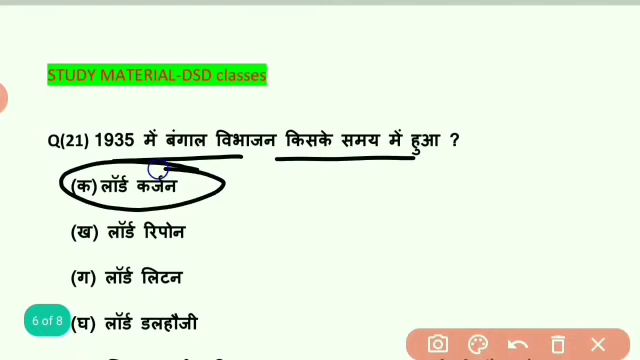 STUDY MATERIAL-DSD classes
Q(21) 1935 में बंगाल विभाजन किसके समय में हुआ ?
(क) लॉर्ड कर्जन
(ख) लॉर्ड रिपोन
(ग) लॉर्ड लिटन
(घ) लॉर्ड डलहौजी
6 of 8